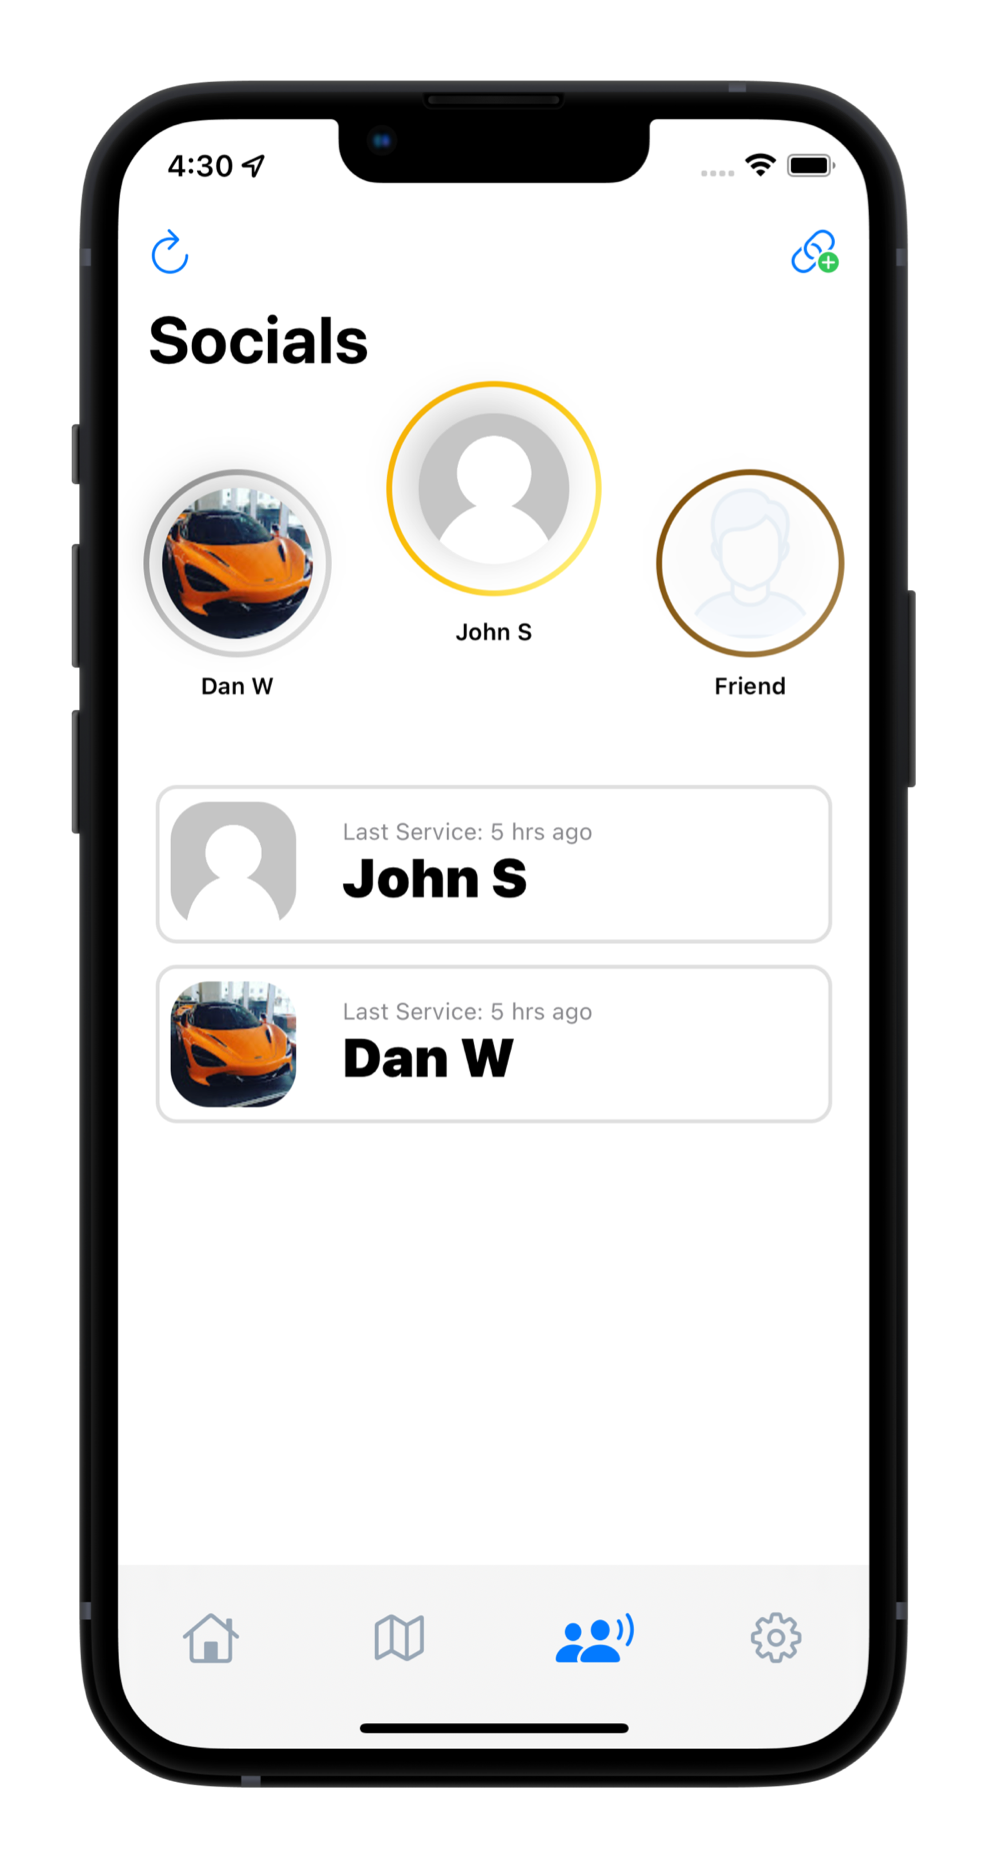 4:30
Socials
John S
Dan W
Friend
Last Service: 5 hrs ago
John S
Last Service: 5 hrs ago
Dan W